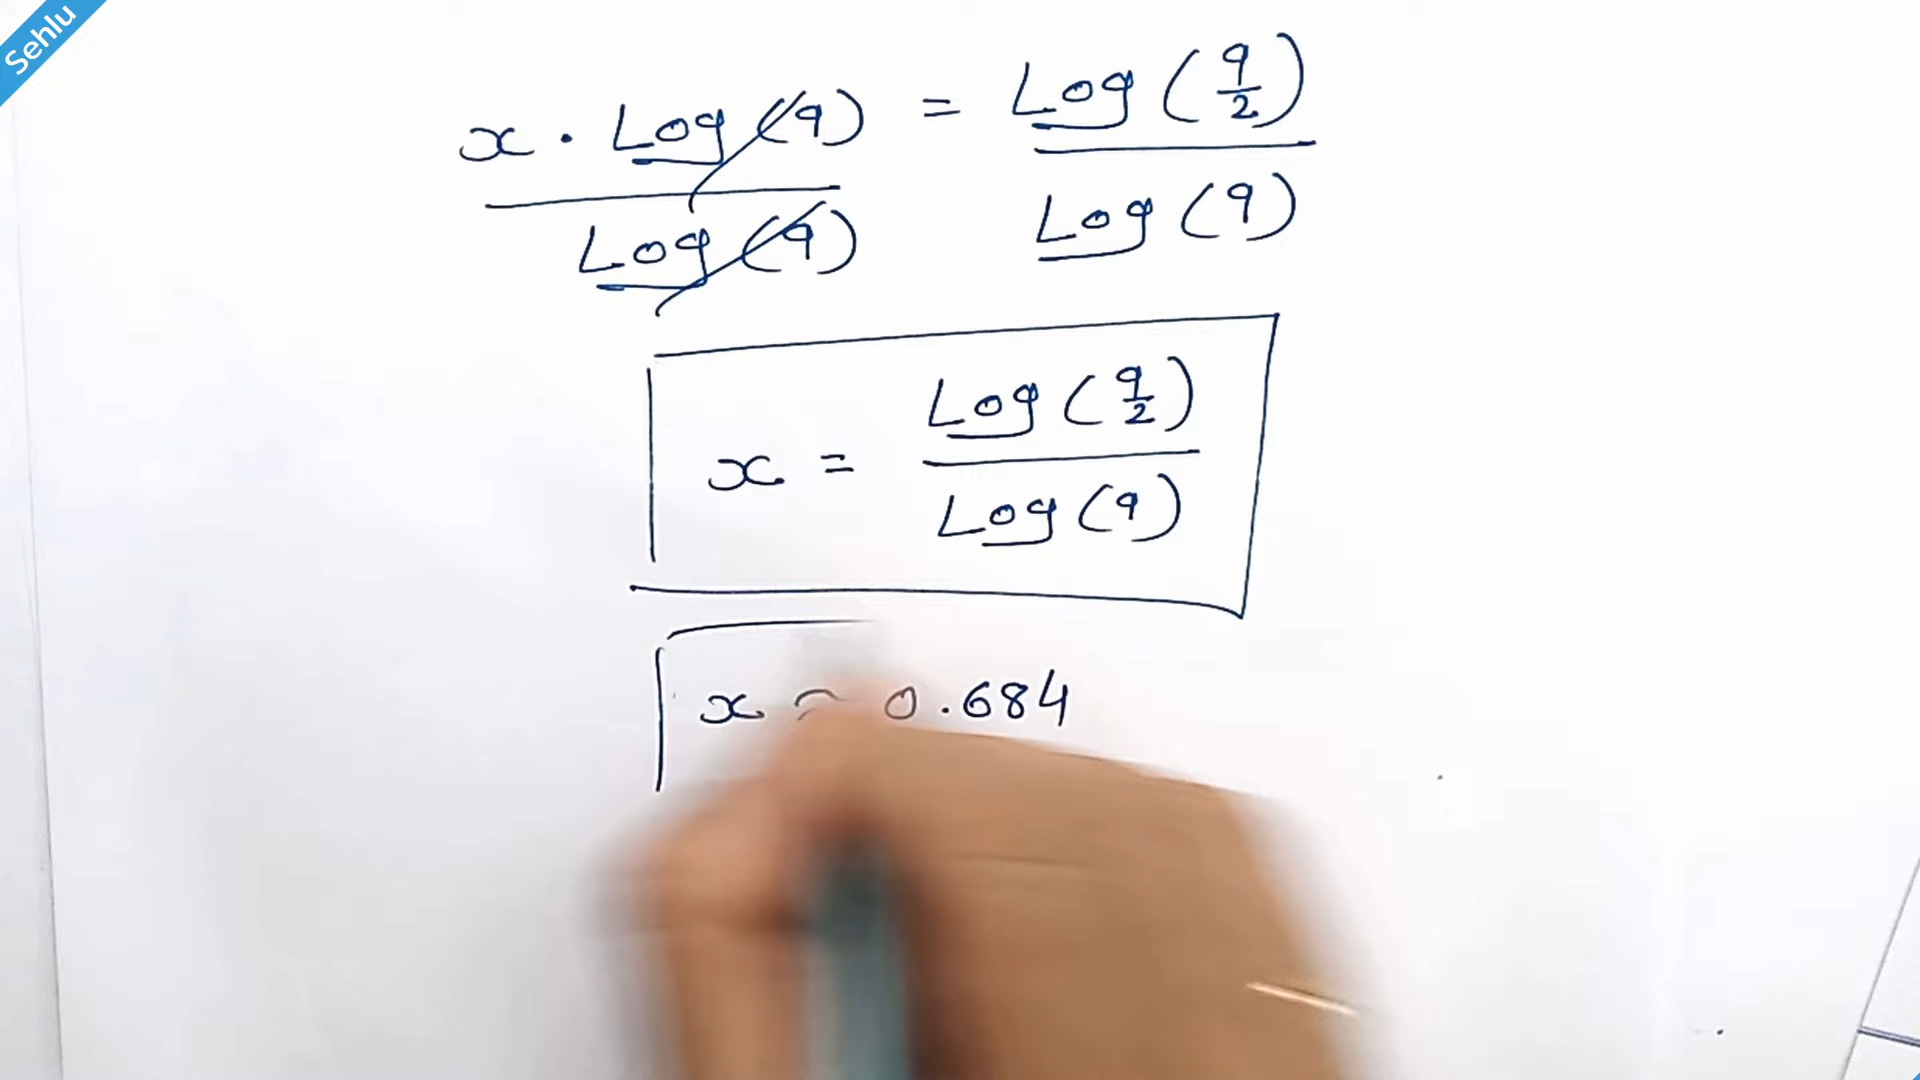 Sehlu
x · Log (9) / Log (9) = Log (9/2) / Log (9)
x = Log (9/2) / Log (9)
x ≈ 0.684